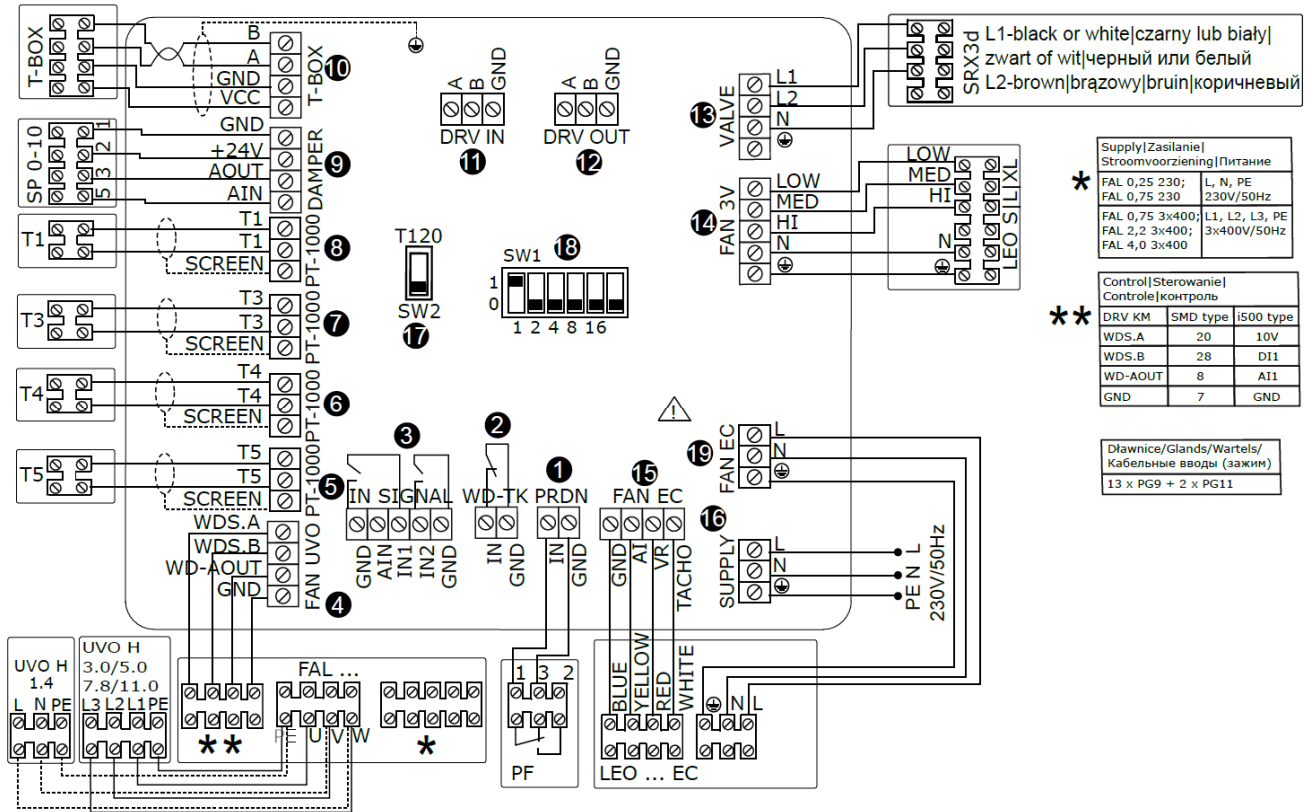 T-BOX
B
A
GND
VCC
T-BOX
10
SP 0-10
1
2
3
5
GND
+24V
AOUT
AIN
DAMPER
9
T1
T1
T1
SCREEN
PT-1000
8
T3
T3
T3
SCREEN
PT-1000
7
T4
T4
T4
SCREEN
PT-1000
6
T5
T5
T5
SCREEN
PT-1000
5
WDS.A
WDS.B
WD-AOUT
GND
FAN UVO
4
A
B
GND
DRV IN
11
A
B
GND
DRV OUT
12
T120
SW2
17
SW1
18
1
0
1 2 4 8 16
3
IN SIGNAL
GND
AIN
IN1
IN2
GND
2
WD-TK
IN
GND
1
PRDN
IN
GND
15
FAN EC
GND
AI
VR
TACHO
13
VALVE
L1
L2
N
SRX3d
L1-black or white|czarny lub biały|
zwart of wit|черный или белый
L2-brown|brązowy|bruin|коричневый
14
FAN 3V
LOW
MED
HI
N
LOW
MED
HI
N
LEO S|L|XL
19
FAN EC
L
N
16
SUPPLY
L
N
L
N
PE
230V/50Hz
*
Supply|Zasilanie|
Stroomvoorziening|Питание
FAL 0,25 230; L, N, PE
FAL 0,75 230 230V/50Hz
FAL 0,75 3x400; L1, L2, L3, PE
FAL 2,2 3x400; 3x400V/50Hz
FAL 4,0 3x400
**
Control|Sterowanie|
Controle|контроль
DRV KM SMD type i500 type
WDS.A 20 10V
WDS.B 28 DI1
WD-AOUT 8 AI1
GND 7 GND
Dławnice/Glands/Wartels/
Кабельные вводы (зажим)
13 x PG9 + 2 x PG11
UVO H
1.4
L N PE
UVO H
3.0/5.0
7.8/11.0
L3 L2 L1 PE
FAL ...
**
PE U V W
*
1 3 2
PF
BLUE
YELLOW
RED
WHITE
N L
LEO ... EC